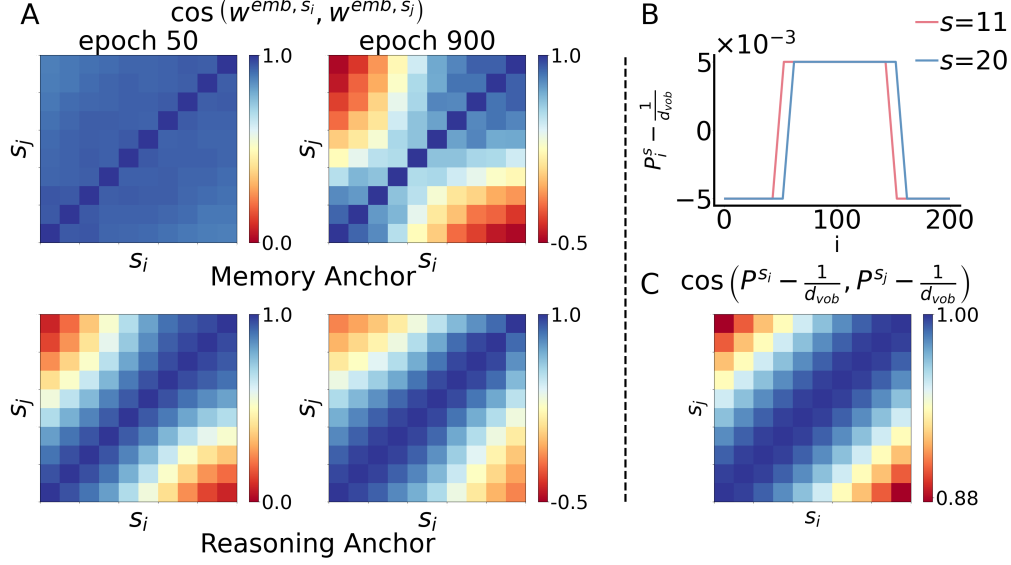 A
cos (w^{emb, s_i}, w^{emb, s_j})
epoch 50
epoch 900
s_j
1.0
0.0
s_i
s_j
1.0
-0.5
s_i
Memory Anchor
s_j
1.0
0.0
s_i
s_j
1.0
-0.5
s_i
Reasoning Anchor
B
s=11
s=20
×10⁻³
5
0
−5
P_i^s − \frac{1}{d_{vob}}
0
100
200
i
C
cos (P^{s_i} − \frac{1}{d_{vob}}, P^{s_j} − \frac{1}{d_{vob}})
s_j
1.00
0.88
s_i